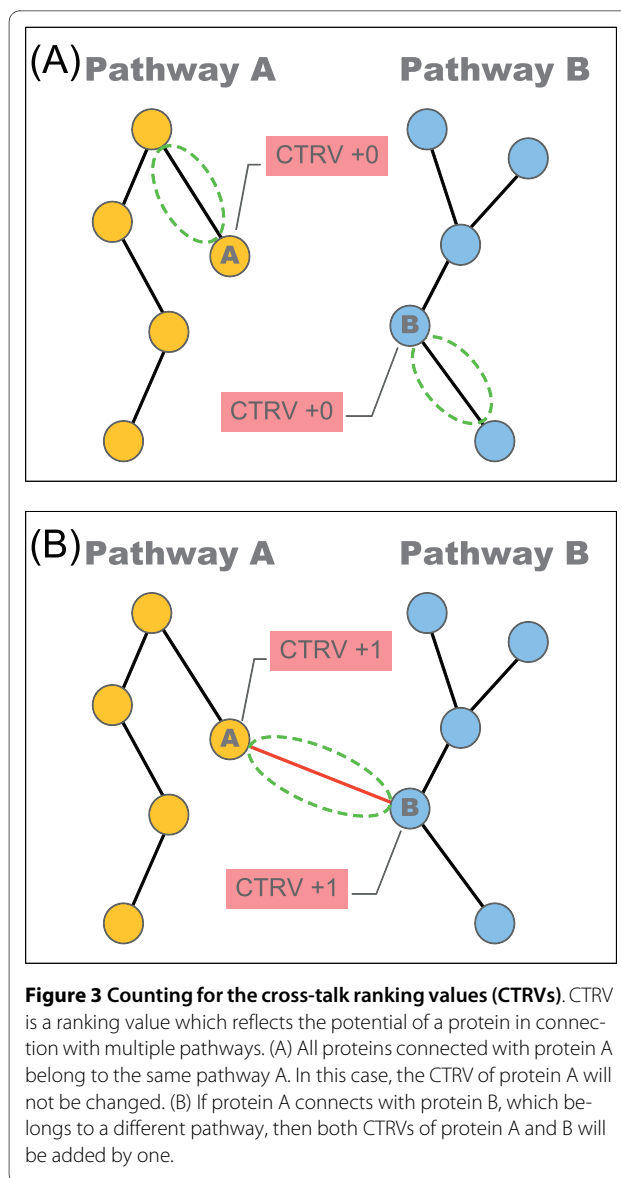 (A)
Pathway A
Pathway B
CTRV +0
A
B
CTRV +0
(B)
Pathway A
Pathway B
CTRV +1
A
B
CTRV +1
Figure 3 Counting for the cross-talk ranking values (CTRVs). CTRV
is a ranking value which reflects the potential of a protein in connec-
tion with multiple pathways. (A) All proteins connected with protein A
belong to the same pathway A. In this case, the CTRV of protein A will
not be changed. (B) If protein A connects with protein B, which be-
longs to a different pathway, then both CTRVs of protein A and B will
be added by one.